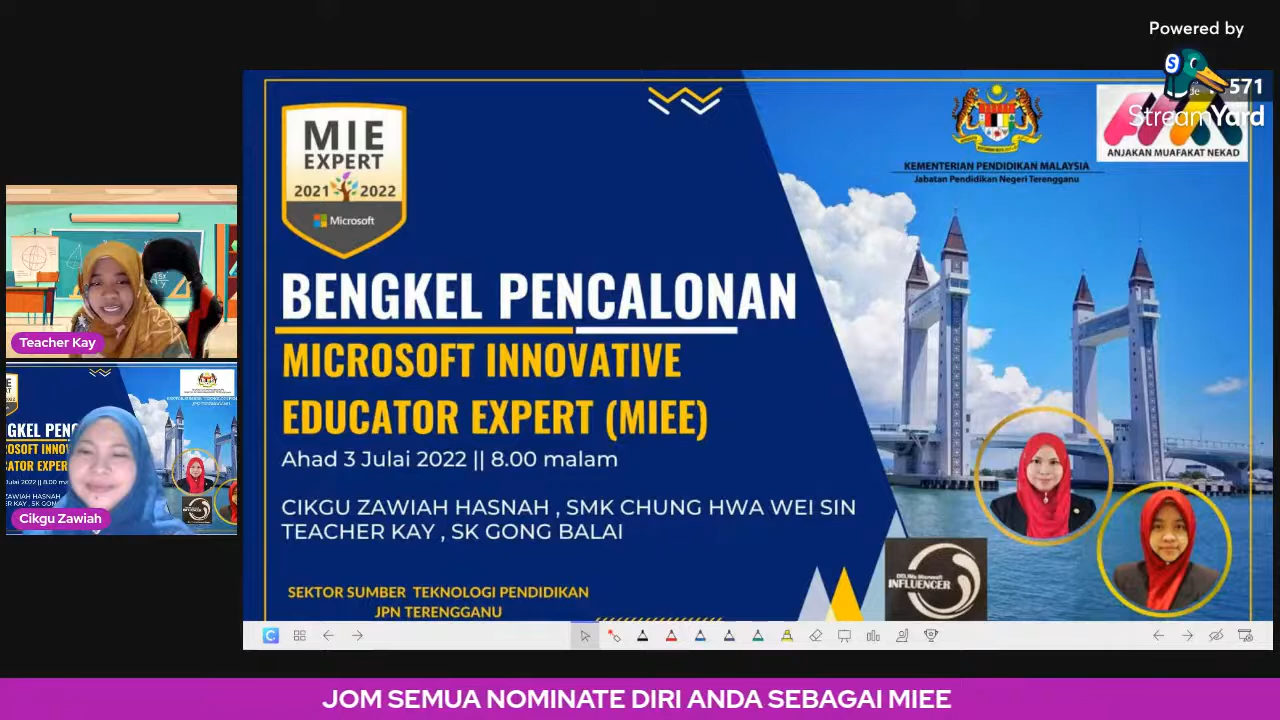 Powered by
StreamYard
571
MIE
EXPERT
2021 2022
Microsoft
KEMENTERIAN PENDIDIKAN MALAYSIA
Jabatan Pendidikan Negeri Terengganu
ANJAKAN MUAFAKAT NEKAD
BENGKEL PENCALONAN
MICROSOFT INNOVATIVE
EDUCATOR EXPERT (MIEE)
Ahad 3 Julai 2022 || 8.00 malam
CIKGU ZAWIAH HASNAH , SMK CHUNG HWA WEI SIN
TEACHER KAY , SK GONG BALAI
SEKTOR SUMBER TEKNOLOGI PENDIDIKAN
JPN TERENGGANU
DELIMa Microsoft
INFLUENCER
Teacher Kay
Cikgu Zawiah
JOM SEMUA NOMINATE DIRI ANDA SEBAGAI MIEE